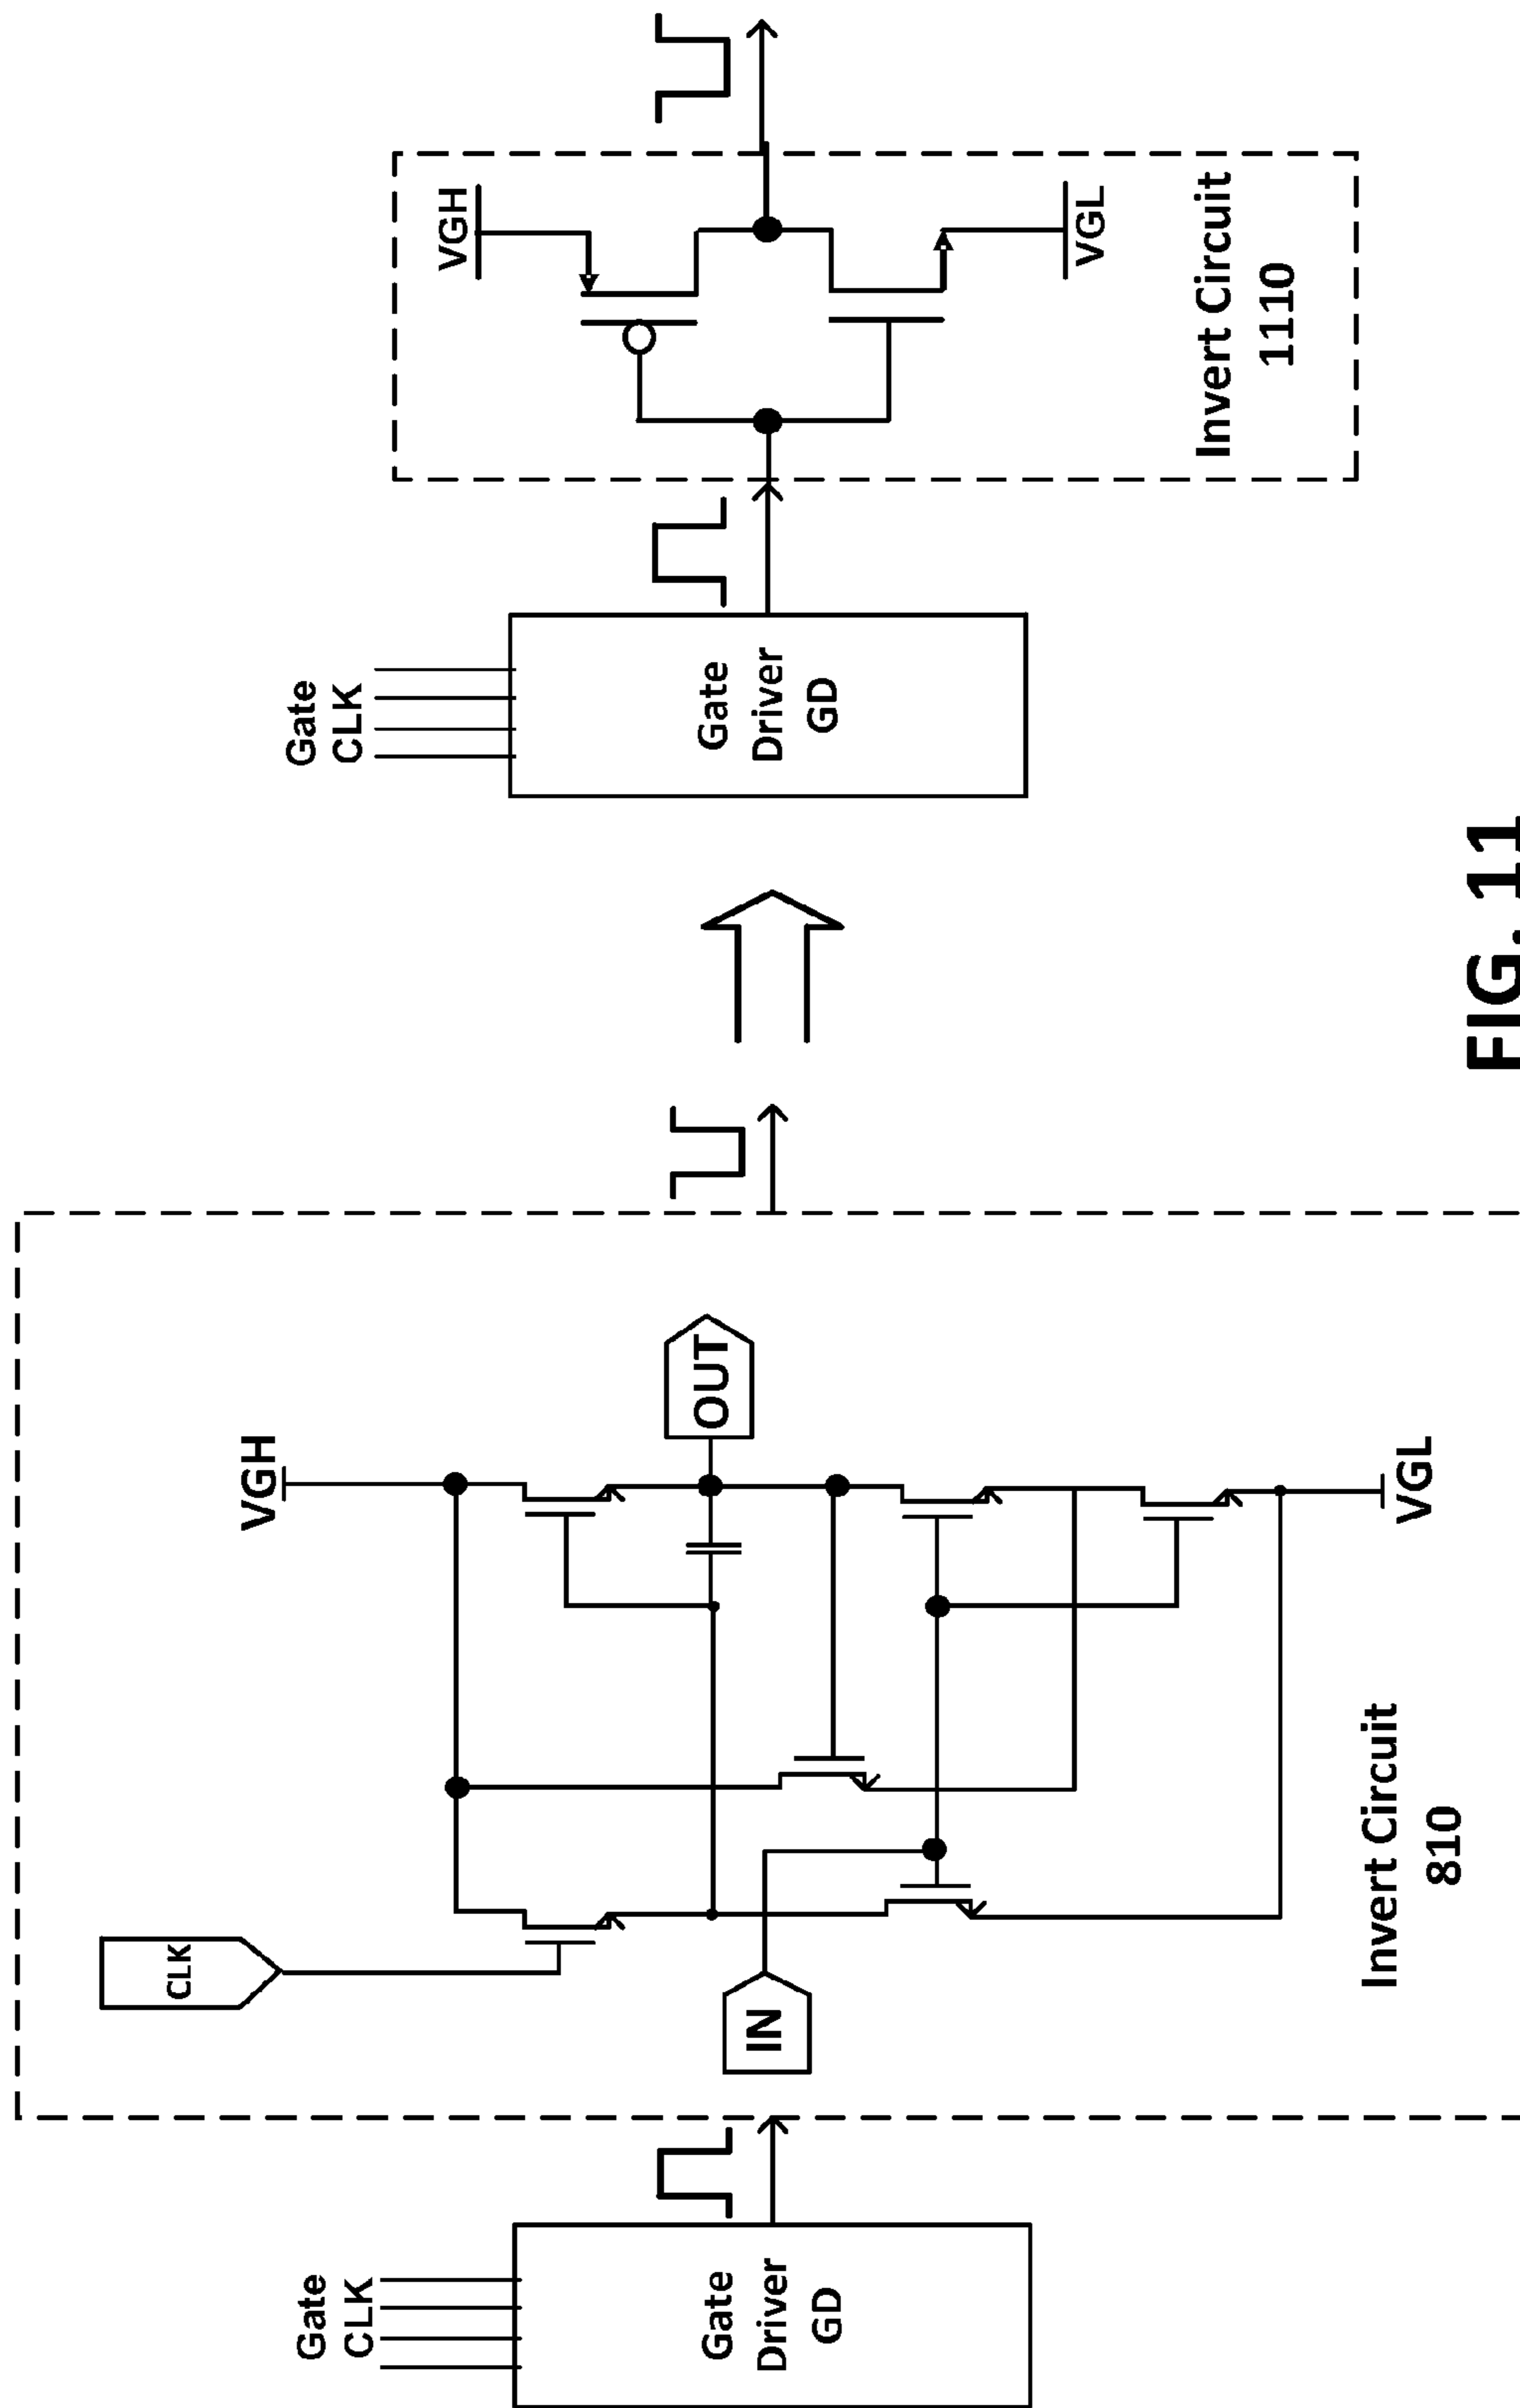 Gate
CLK
Gate
Driver
GD
CLK
IN
VGH
OUT
VGL
Invert Circuit
810
Gate
CLK
Gate
Driver
GD
VGH
VGL
Invert Circuit
1110
FIG. 11